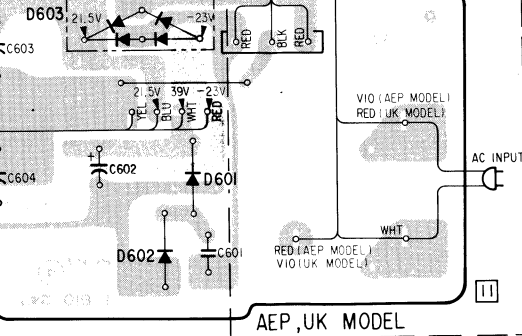 D603
21.5V
-23V
C603
RED
BLK
RED
21.5V 39V -23V
YEL
BLU
WHT
RED
VIO (AEP MODEL)
RED (UK MODEL)
AC INPUT
C602
C604
D601
WHT
D602
C601
RED (AEP MODEL)
VIO (UK MODEL)
11
AEP,UK MODEL